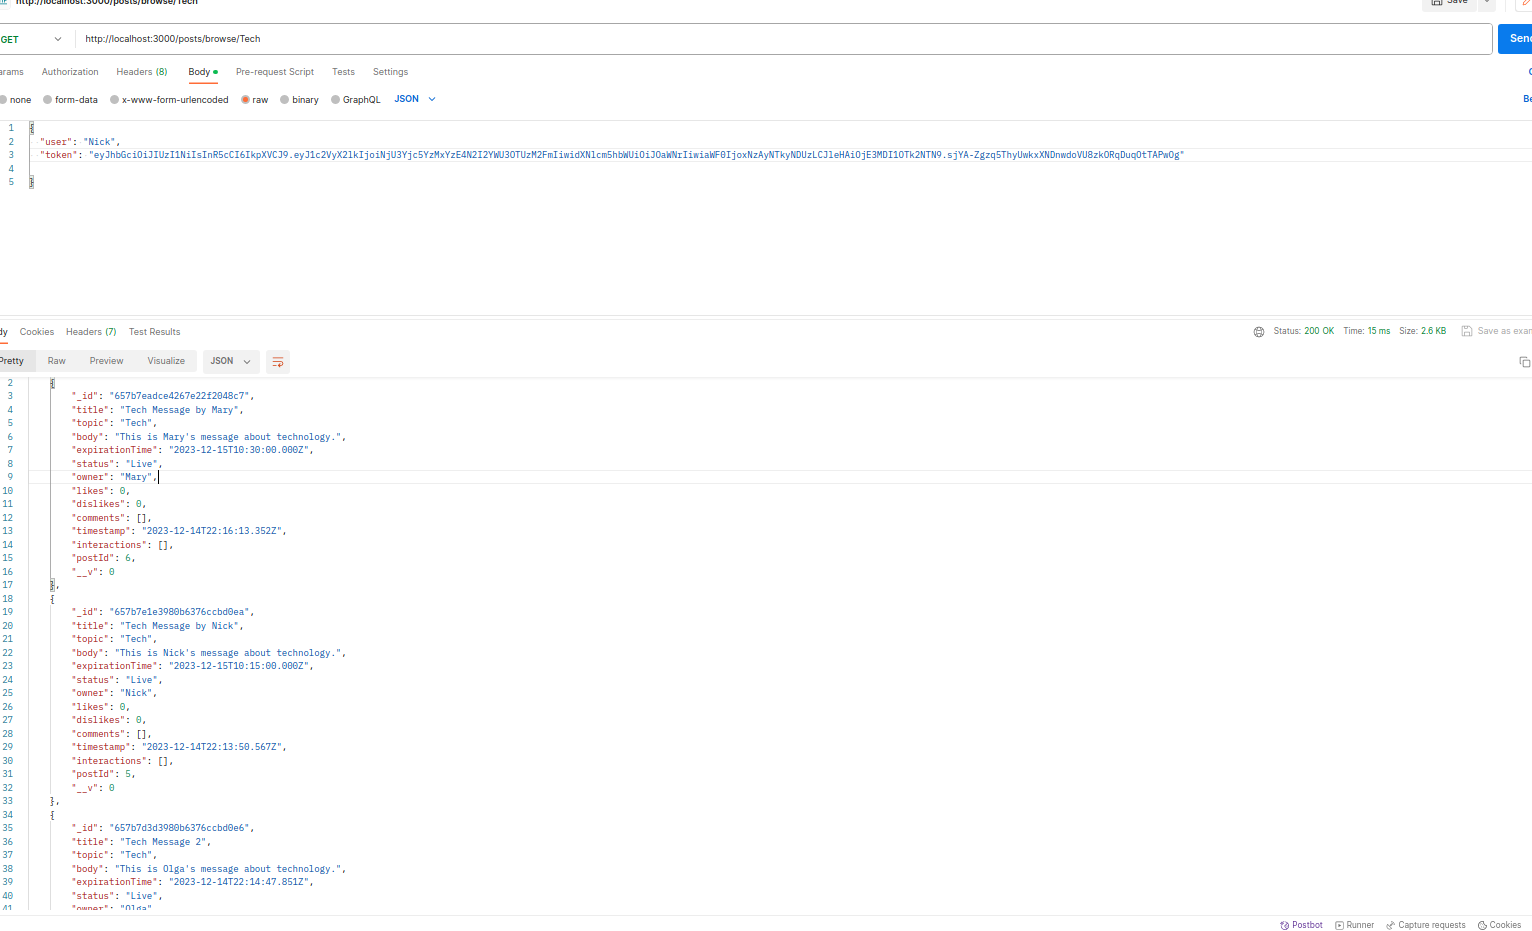 http://localhost:3000/posts/browse/Tech
Save
GET
http://localhost:3000/posts/browse/Tech
Authorization
Headers (8)
Body
Pre-request Script
Tests
Settings
none
form-data
x-www-form-urlencoded
raw
binary
GraphQL
JSON
1 {
2 "user": "Nick",
3 "token": "eyJhbGciOiJIUzI1NiIsInR5cCI6IkpXVCJ9.eyJ1c2VyX2lkIjoiNjU3Yjc5YzMxYzE4N2I2YWU3OTUzM2FmIiwidXNlcm5hbWUiOiJOaWNrIiwiaWF0IjoxNzAyNTkyNDUzLCJleHAiOjE3MDI1OTk2NTN9.sjYA-Zgzq5ThyUwkxXNDnwdoVU8zkORqDuqOtTAPwOg"
4
5 }
Cookies
Headers (7)
Test Results
Status: 200 OK
Time: 15 ms
Size: 2.6 KB
Pretty
Raw
Preview
Visualize
JSON
2 {
3 "_id": "657b7eadce4267e22f2048c7",
4 "title": "Tech Message by Mary",
5 "topic": "Tech",
6 "body": "This is Mary's message about technology.",
7 "expirationTime": "2023-12-15T10:30:00.000Z",
8 "status": "Live",
9 "owner": "Mary",
10 "likes": 0,
11 "dislikes": 0,
12 "comments": [],
13 "timestamp": "2023-12-14T22:16:13.352Z",
14 "interactions": [],
15 "postId": 6,
16 "__v": 0
17 },
18 {
19 "_id": "657b7e1e3980b6376ccbd0ea",
20 "title": "Tech Message by Nick",
21 "topic": "Tech",
22 "body": "This is Nick's message about technology.",
23 "expirationTime": "2023-12-15T10:15:00.000Z",
24 "status": "Live",
25 "owner": "Nick",
26 "likes": 0,
27 "dislikes": 0,
28 "comments": [],
29 "timestamp": "2023-12-14T22:13:50.567Z",
30 "interactions": [],
31 "postId": 5,
32 "__v": 0
33 },
34 {
35 "_id": "657b7d3d3980b6376ccbd0e6",
36 "title": "Tech Message 2",
37 "topic": "Tech",
38 "body": "This is Olga's message about technology.",
39 "expirationTime": "2023-12-14T22:14:47.851Z",
40 "status": "Live",
41 "owner": "Olga"
Postbot
Runner
Capture requests
Cookies